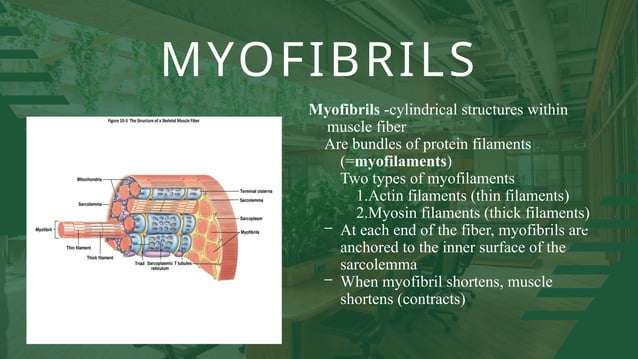 MYOFIBRILS
Myofibrils -cylindrical structures within
muscle fiber
Are bundles of protein filaments
(=myofilaments)
Two types of myofilaments
1.Actin filaments (thin filaments)
2.Myosin filaments (thick filaments)
– At each end of the fiber, myofibrils are
anchored to the inner surface of the
sarcolemma
– When myofibril shortens, muscle
shortens (contracts)
Figure 10-3 The Structure of a Skeletal Muscle Fiber
Mitochondria
Sarcolemma
Myofibril
Thin filament
Thick filament
Triad
Sarcoplasmic
reticulum
T tubules
Terminal cisterna
Sarcolemma
Sarcoplasm
Myofibrils